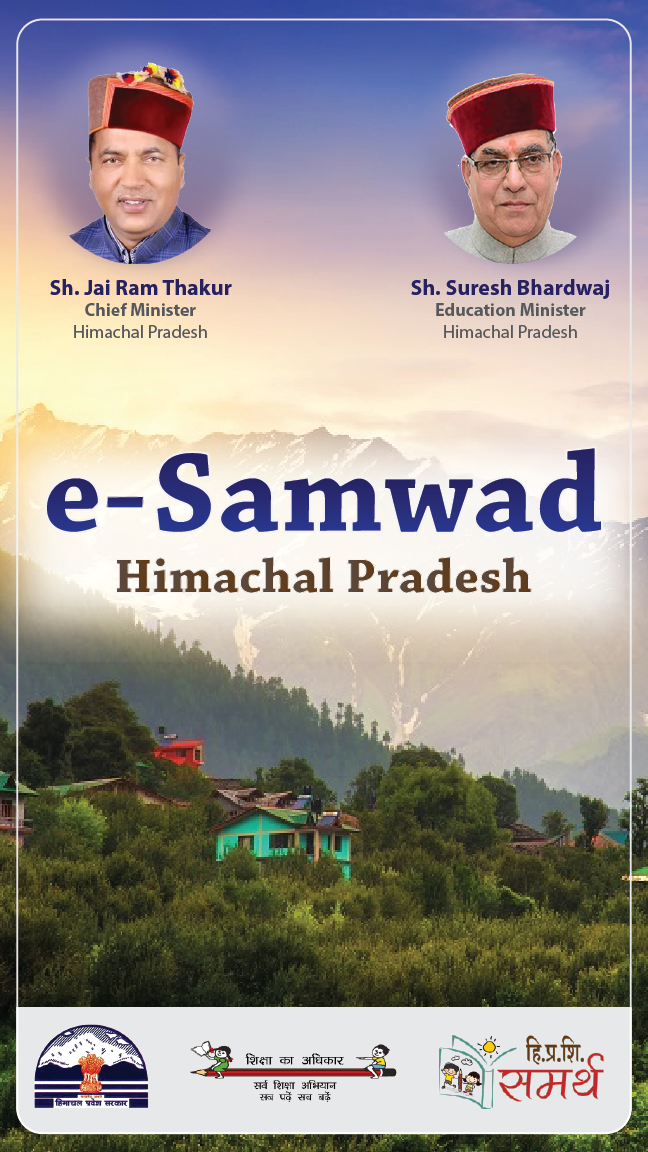 Sh. Jai Ram Thakur
Chief Minister
Himachal Pradesh
Sh. Suresh Bhardwaj
Education Minister
Himachal Pradesh
e-Samwad
Himachal Pradesh
हिमाचल प्रदेश सरकार
शिक्षा का अधिकार
सर्व शिक्षा अभियान
सब पढ़ें सब बढ़ें
हि.प्र.शि.
समर्थ